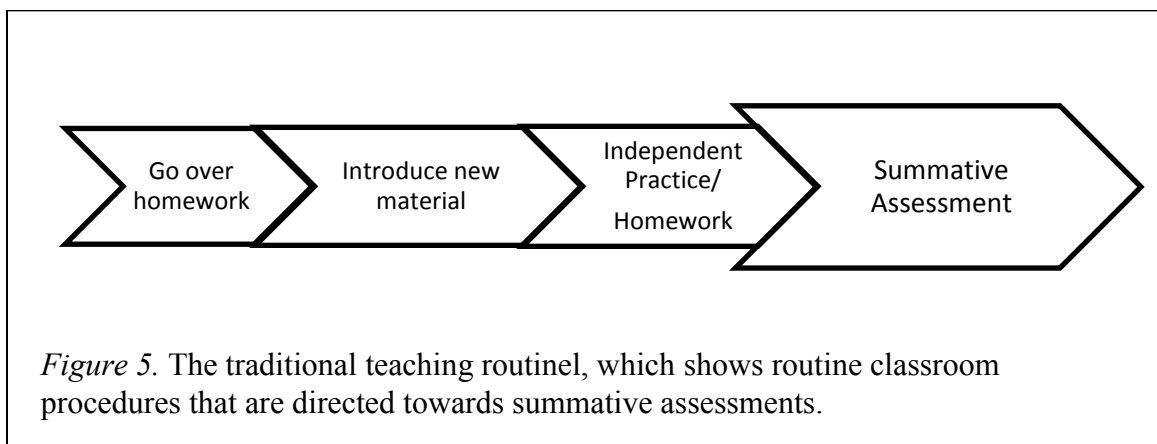 Go over
homework
Introduce new
material
Independent
Practice/
Homework
Summative
Assessment
Figure 5. The traditional teaching routinel, which shows routine classroom
procedures that are directed towards summative assessments.